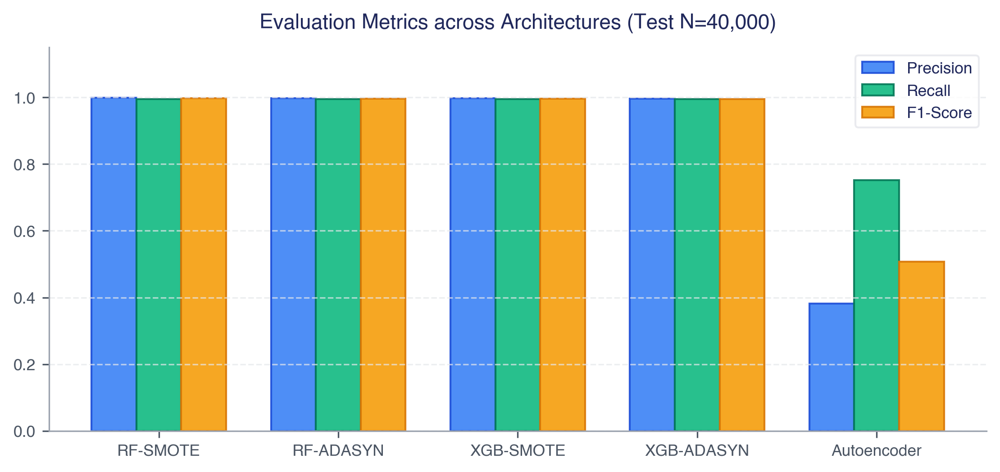 Evaluation Metrics across Architectures (Test N=40,000)
Precision
Recall
F1-Score
1.0
0.8
0.6
0.4
0.2
0.0
RF-SMOTE
RF-ADASYN
XGB-SMOTE
XGB-ADASYN
Autoencoder